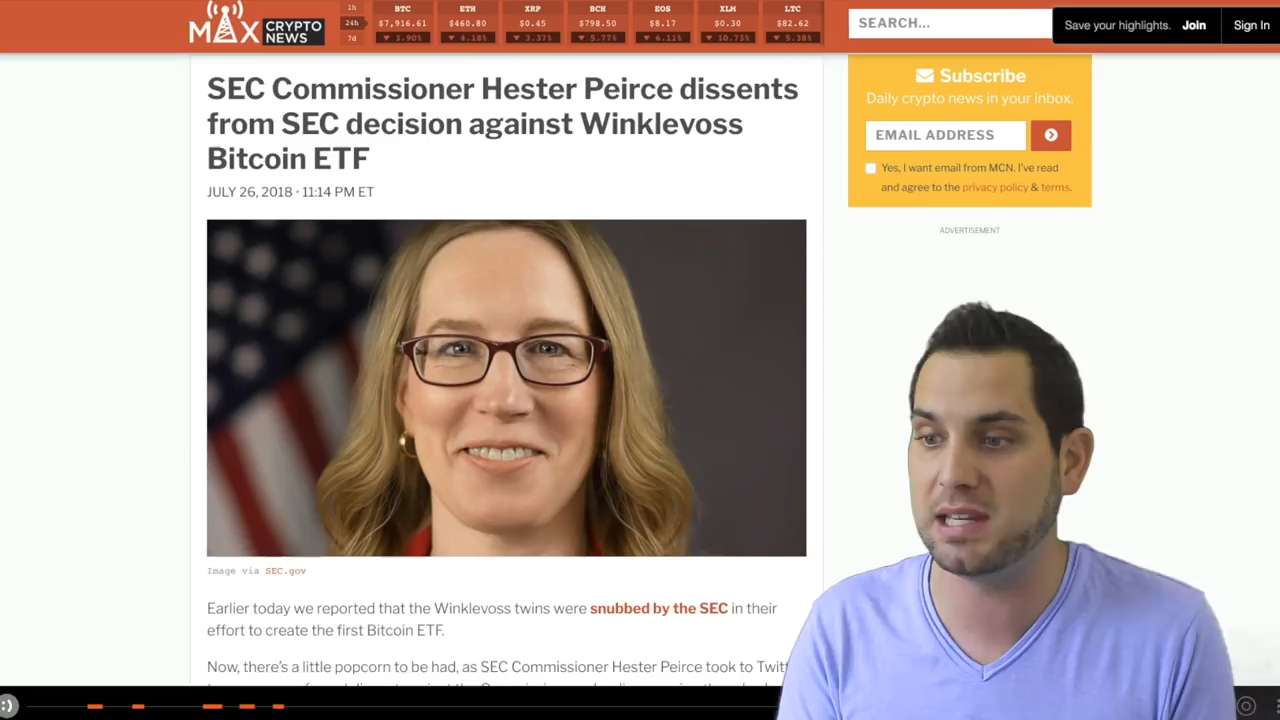 MAX
CRYPTO
NEWS
1h
24h
7d
BTC
$7,916.61
▼ 3.90%
ETH
$460.80
▼ 4.18%
XRP
$0.45
▼ 3.37%
BCH
$798.50
▼ 5.77%
EOS
$8.17
▼ 6.11%
XLM
$0.30
▼ 10.73%
LTC
$82.62
▼ 5.38%
SEARCH...
Save your highlights. Join Sign In
SEC Commissioner Hester Peirce dissents
from SEC decision against Winklevoss
Bitcoin ETF
JULY 26, 2018 · 11:14 PM ET
Image via SEC.gov
Earlier today we reported that the Winklevoss twins were snubbed by the SEC in their
effort to create the first Bitcoin ETF.
Now, there's a little popcorn to be had, as SEC Commissioner Hester Peirce took to
Subscribe
Daily crypto news in your inbox.
EMAIL ADDRESS
Yes, I want email from MCN. I've read
and agree to the privacy policy & terms.
ADVERTISEMENT